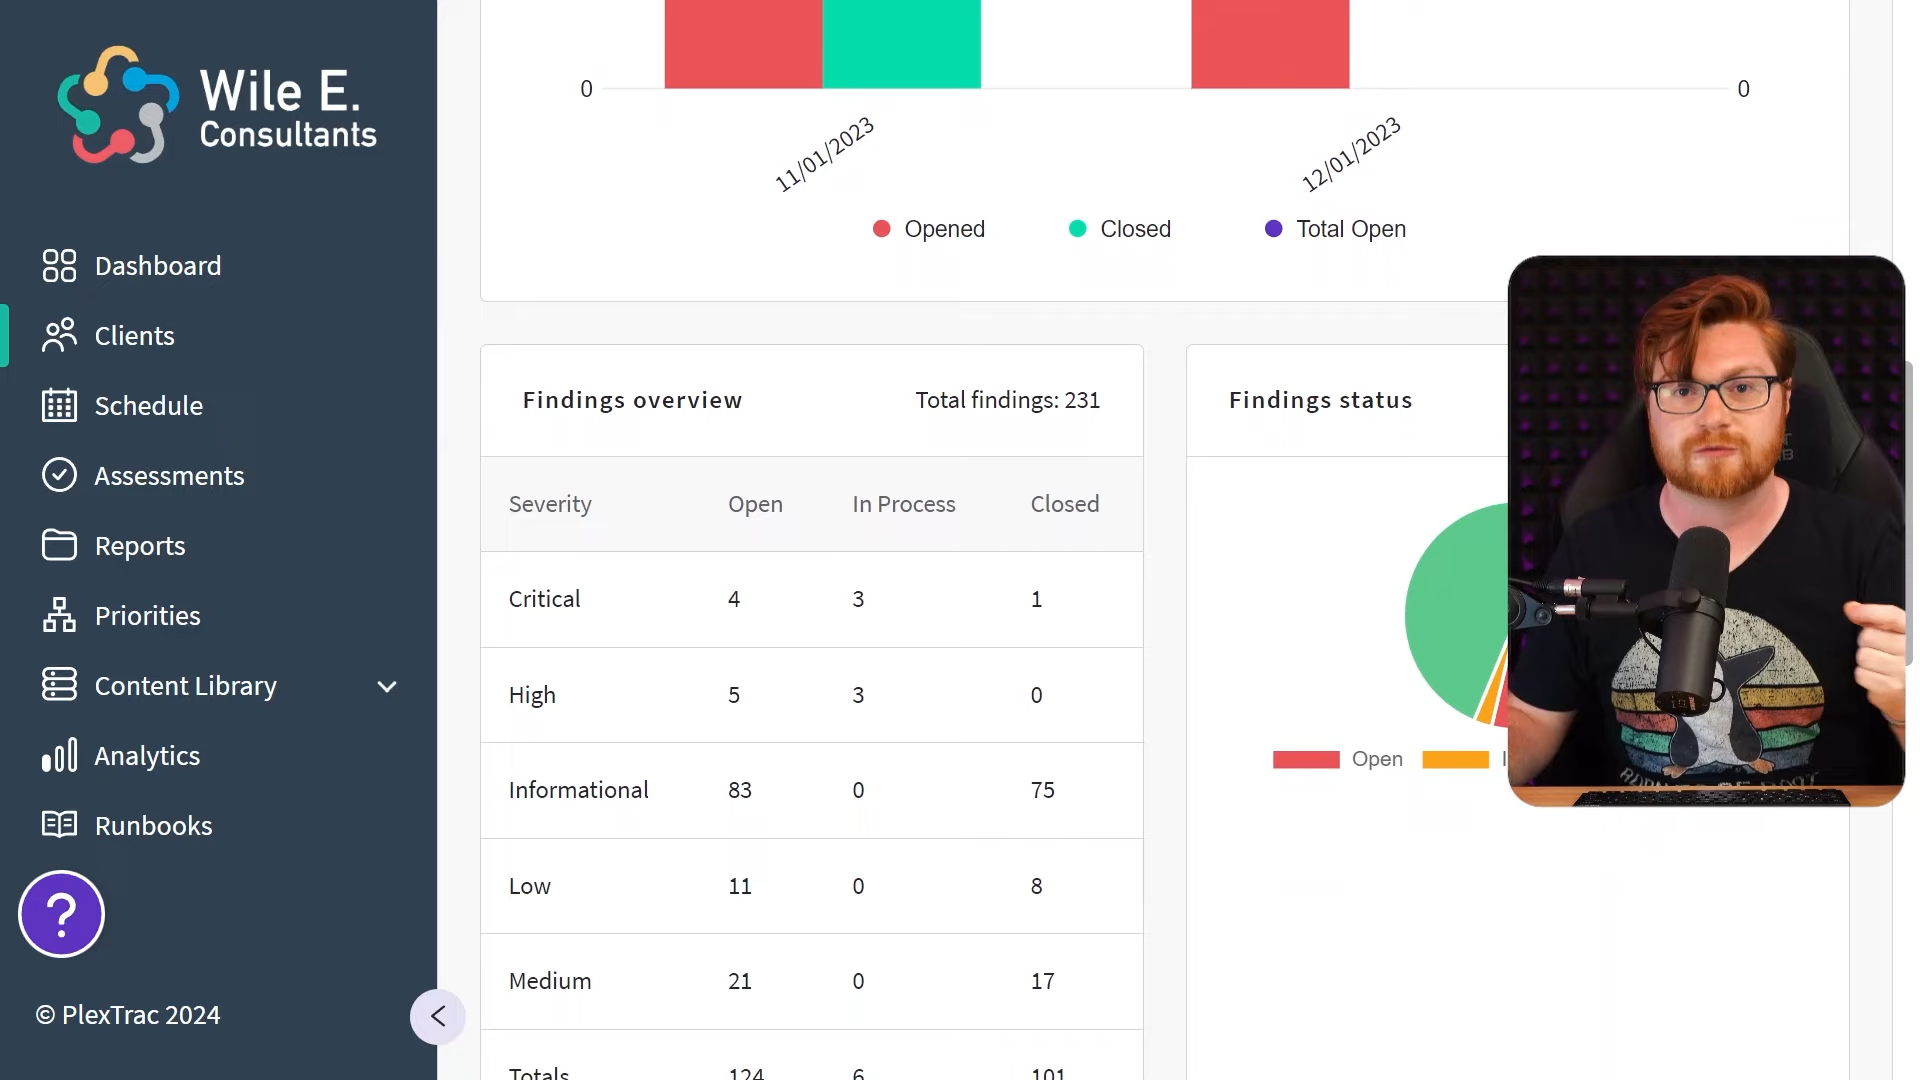 Wile E.
Consultants
Dashboard
Clients
Schedule
Assessments
Reports
Priorities
Content Library
Analytics
Runbooks
?
© PlexTrac 2024
0
0
11/01/2023
12/01/2023
Opened
Closed
Total Open
Findings overview
Total findings: 231
Severity
Open
In Process
Closed
Critical
4
3
1
High
5
3
0
Informational
83
0
75
Low
11
0
8
Medium
21
0
17
Totals
124
6
101
Findings status
Open